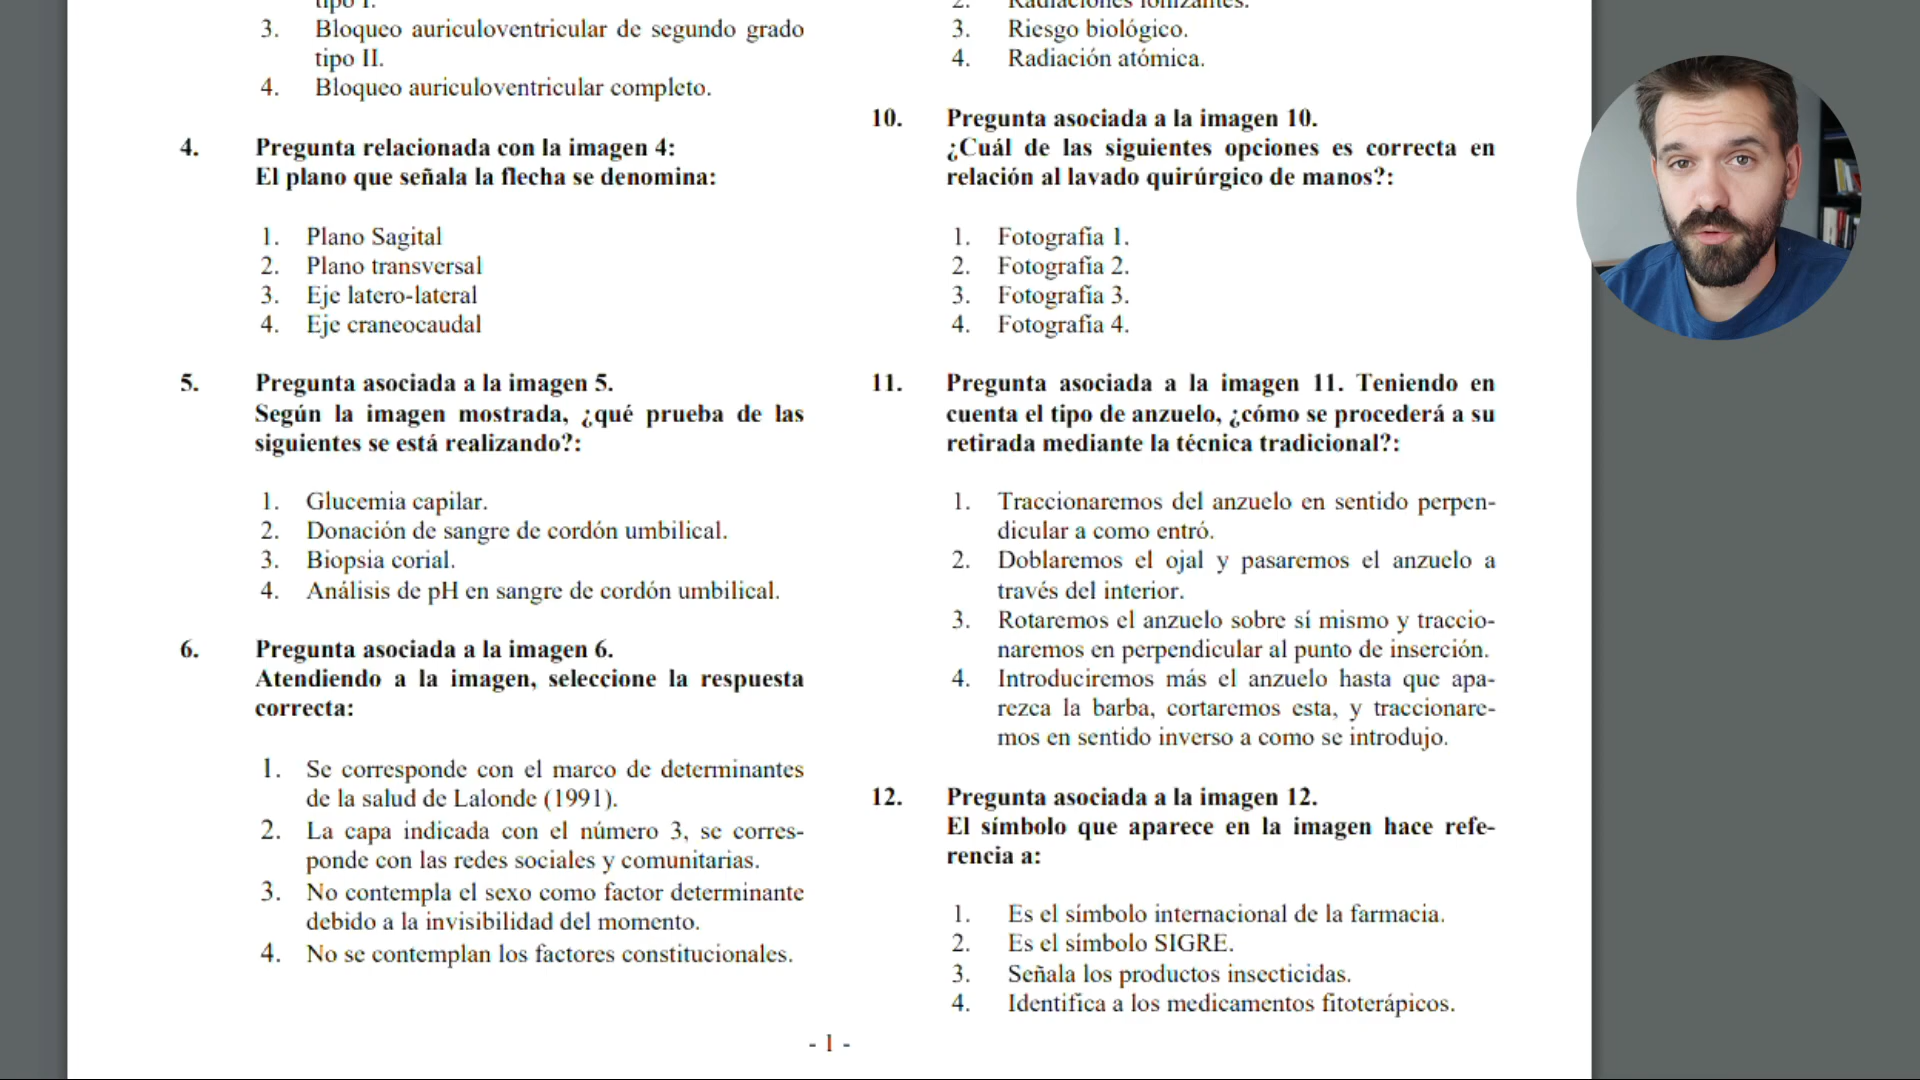 tipo I.
3. Bloqueo auriculoventricular de segundo grado
tipo II.
4. Bloqueo auriculoventricular completo.
4. Pregunta relacionada con la imagen 4:
El plano que señala la flecha se denomina:
1. Plano Sagital
2. Plano transversal
3. Eje latero-lateral
4. Eje craneocaudal
5. Pregunta asociada a la imagen 5.
Según la imagen mostrada, ¿qué prueba de las
siguientes se está realizando?:
1. Glucemia capilar.
2. Donación de sangre de cordón umbilical.
3. Biopsia corial.
4. Análisis de pH en sangre de cordón umbilical.
6. Pregunta asociada a la imagen 6.
Atendiendo a la imagen, seleccione la respuesta
correcta:
1. Se corresponde con el marco de determinantes
de la salud de Lalonde (1991).
2. La capa indicada con el número 3, se corres-
ponde con las redes sociales y comunitarias.
3. No contempla el sexo como factor determinante
debido a la invisibilidad del momento.
4. No se contemplan los factores constitucionales.
2. Radiaciones ionizantes.
3. Riesgo biológico.
4. Radiación atómica.
10. Pregunta asociada a la imagen 10.
¿Cuál de las siguientes opciones es correcta en
relación al lavado quirúrgico de manos?:
1. Fotografía 1.
2. Fotografía 2.
3. Fotografía 3.
4. Fotografía 4.
11. Pregunta asociada a la imagen 11. Teniendo en
cuenta el tipo de anzuelo, ¿cómo se procederá a su
retirada mediante la técnica tradicional?:
1. Traccionaremos del anzuelo en sentido perpen-
dicular a como entró.
2. Doblaremos el ojal y pasaremos el anzuelo a
través del interior.
3. Rotaremos el anzuelo sobre sí mismo y traccio-
naremos en perpendicular al punto de inserción.
4. Introduciremos más el anzuelo hasta que apa-
rezca la barba, cortaremos esta, y traccionare-
mos en sentido inverso a como se introdujo.
12. Pregunta asociada a la imagen 12.
El símbolo que aparece en la imagen hace refe-
rencia a:
1. Es el símbolo internacional de la farmacia.
2. Es el símbolo SIGRE.
3. Señala los productos insecticidas.
4. Identifica a los medicamentos fitoterápicos.
- 1 -